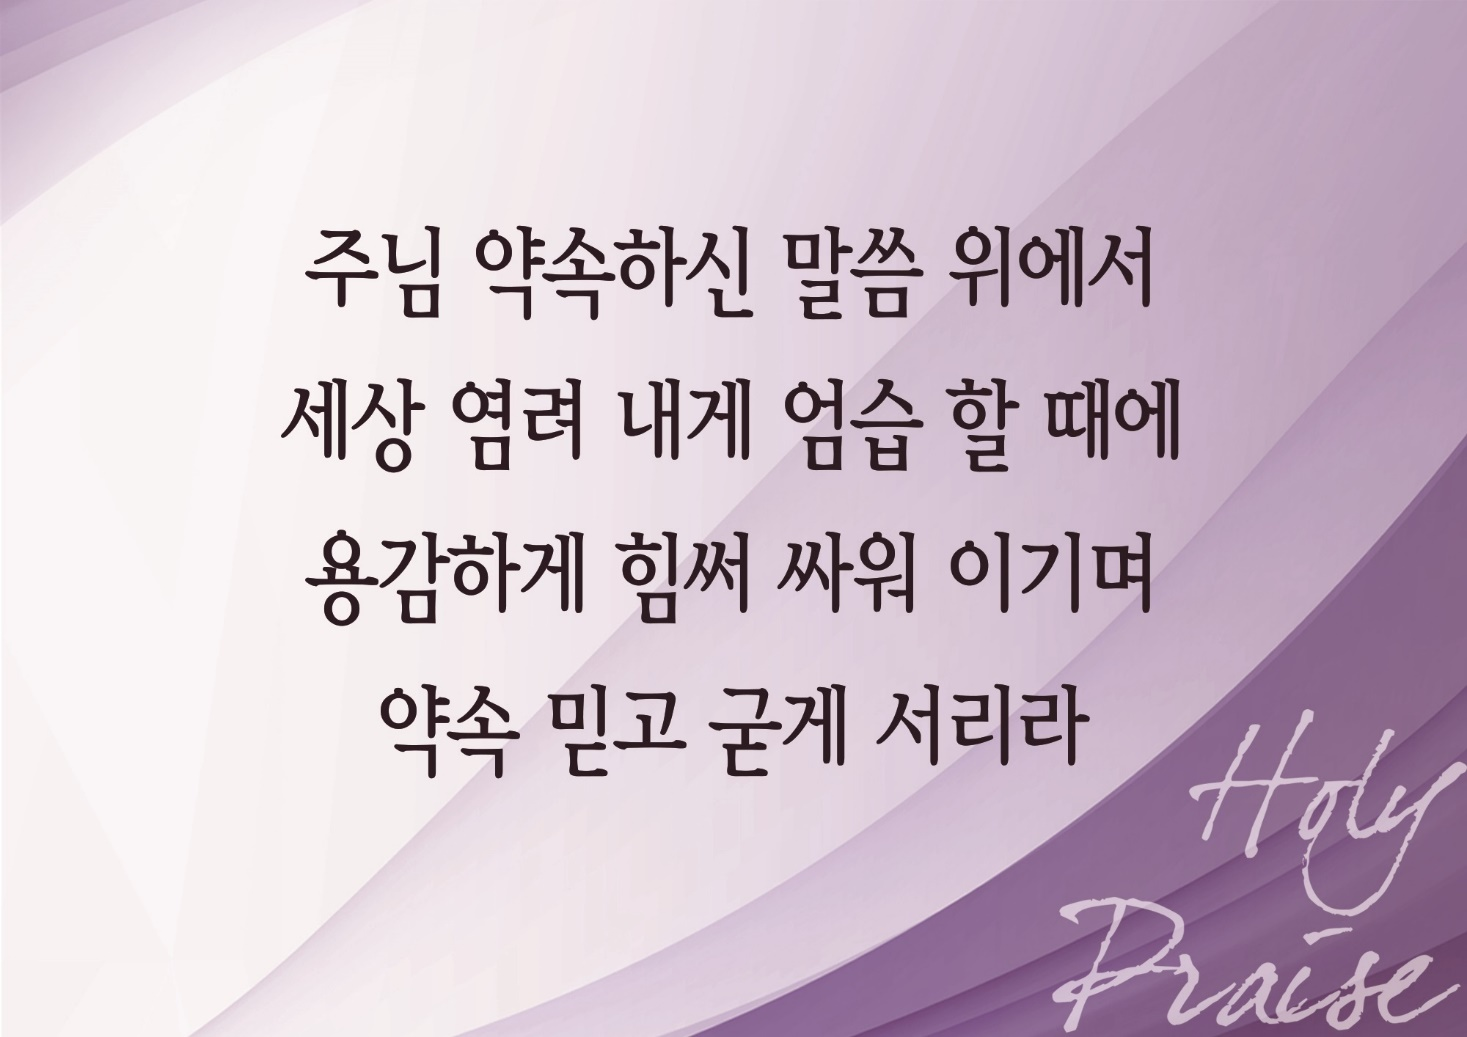 주님 약속하신 말씀 위에서
세상 염려 내게 엄습 할 때에
용감하게 힘써 싸워 이기며
약속 믿고 굳게 서리라
Holy
Praise